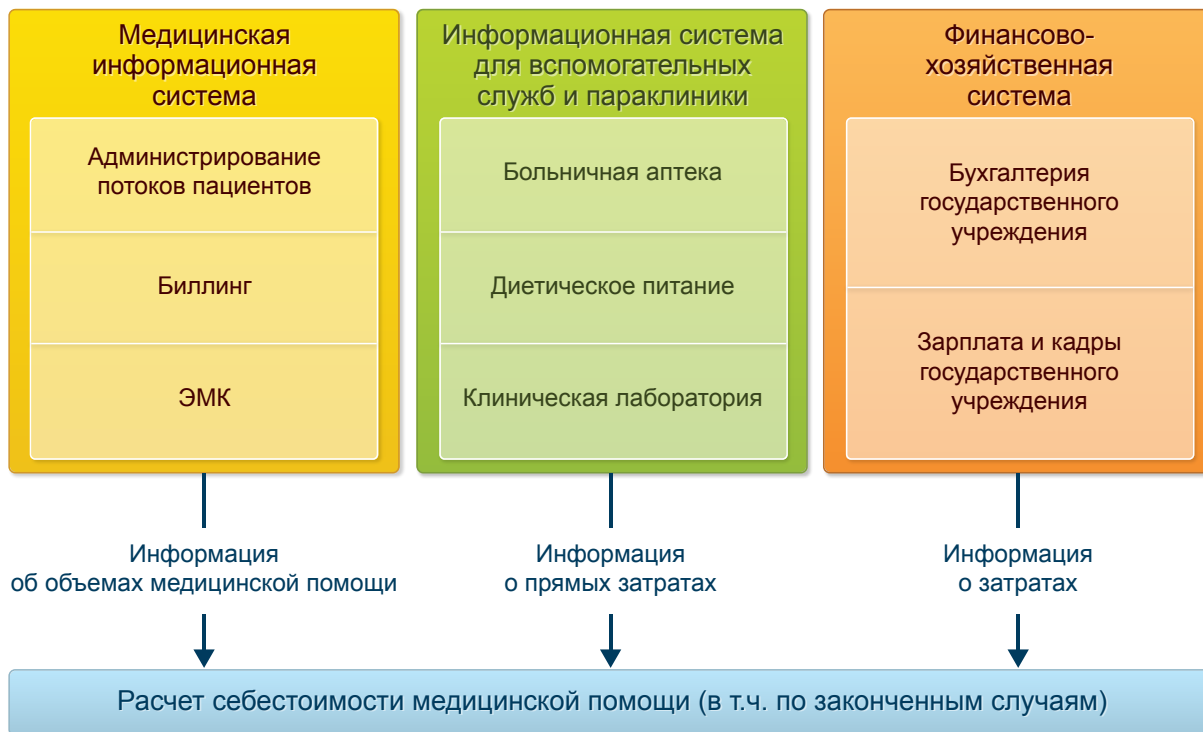 Медицинская
информационная
система
Администрирование
потоков пациентов
Биллинг
ЭМК
Информационная система
для вспомогательных
служб и параклиники
Больничная аптека
Диетическое питание
Клиническая лаборатория
Финансово-
хозяйственная
система
Бухгалтерия
государственного
учреждения
Зарплата и кадры
государственного
учреждения
Информация
об объемах медицинской помощи
Информация
о прямых затратах
Информация
о затратах
Расчет себестоимости медицинской помощи (в т.ч. по законченным случаям)